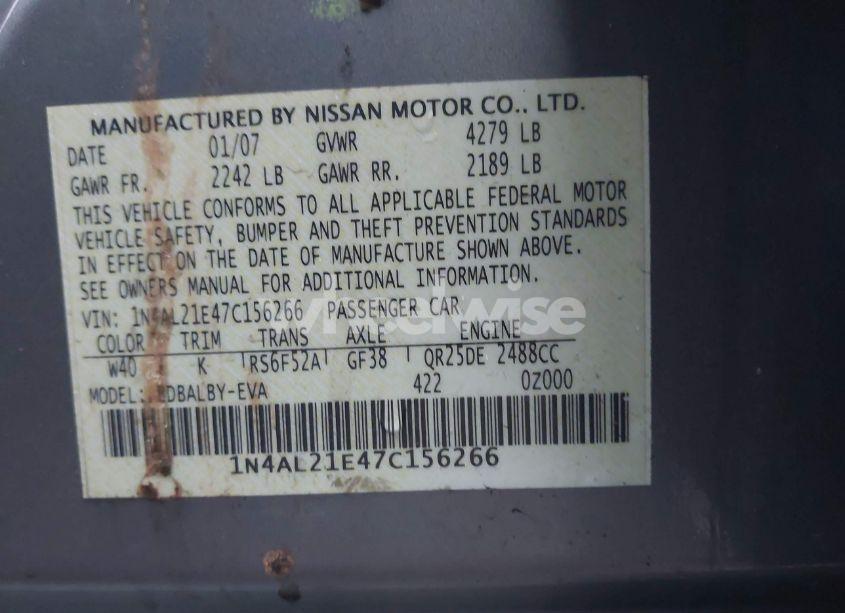 MANUFACTURED BY NISSAN MOTOR CO., LTD.
DATE 01/07 GVWR 4279 LB
GAWR FR. 2242 LB GAWR RR. 2189 LB
THIS VEHICLE CONFORMS TO ALL APPLICABLE FEDERAL MOTOR
VEHICLE SAFETY, BUMPER AND THEFT PREVENTION STANDARDS
IN EFFECT ON THE DATE OF MANUFACTURE SHOWN ABOVE.
SEE OWNERS MANUAL FOR ADDITIONAL INFORMATION.
VIN: 1N4AL21E47C156266 PASSENGER CAR
COLOR TRIM TRANS AXLE ENGINE
W40 K RS6F52A GF38 QR25DE 2488CC
MODEL: 422 0Z000
1N4AL21E47C156266
wheelwise